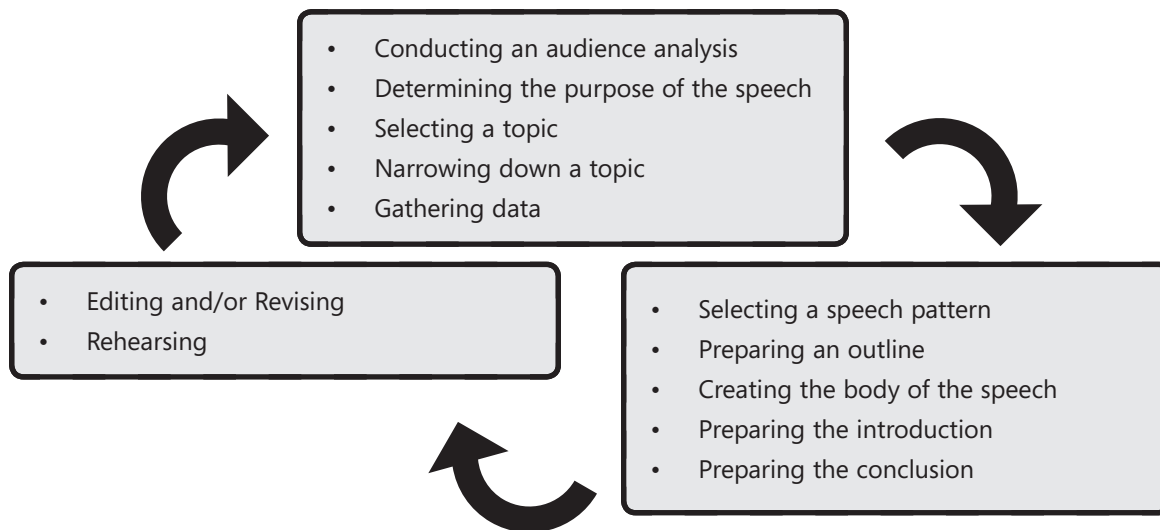 • Conducting an audience analysis
• Determining the purpose of the speech
• Selecting a topic
• Narrowing down a topic
• Gathering data
• Selecting a speech pattern
• Preparing an outline
• Creating the body of the speech
• Preparing the introduction
• Preparing the conclusion
• Editing and/or Revising
• Rehearsing